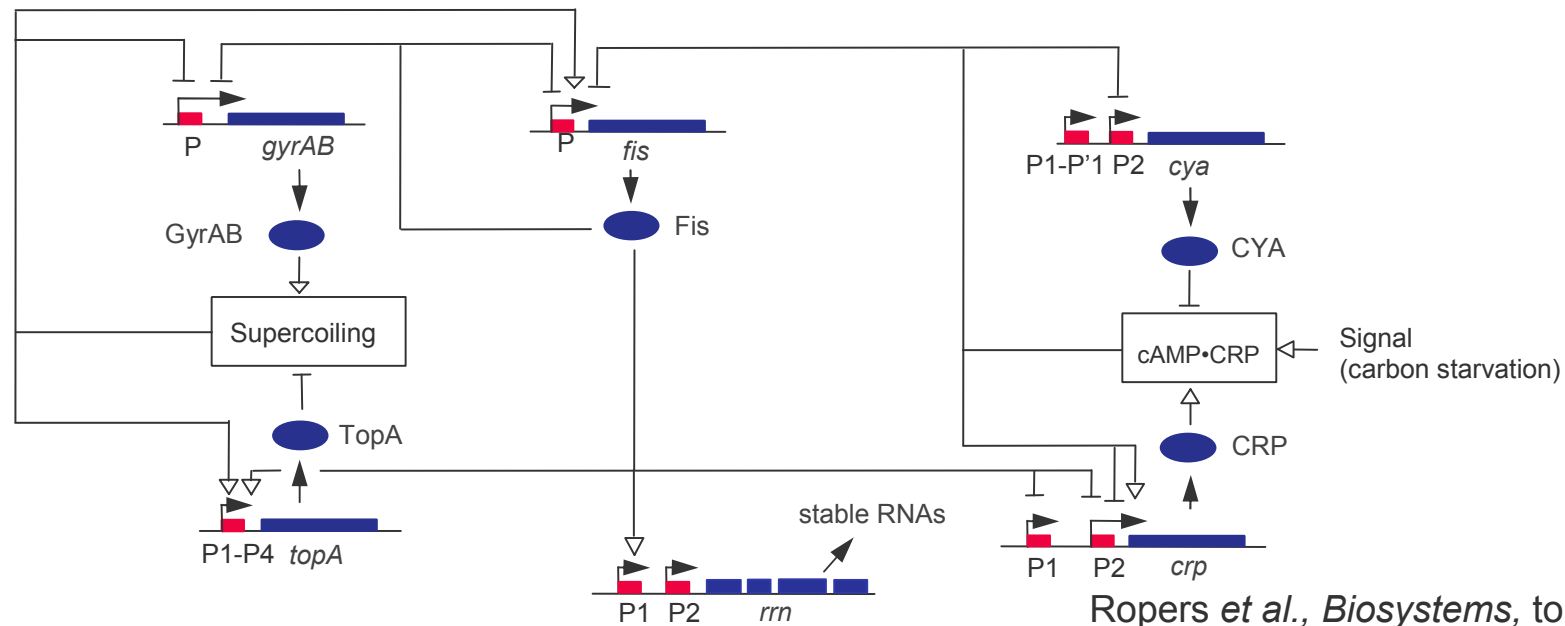 P
gyrAB
P
fis
P1-P'1 P2
cya
GyrAB
Fis
CYA
Supercoiling
cAMP•CRP
Signal
(carbon starvation)
TopA
CRP
stable RNAs
P1-P4
topA
P1
P2
crp
P1
P2
rrn
Ropers et al., Biosystems, to